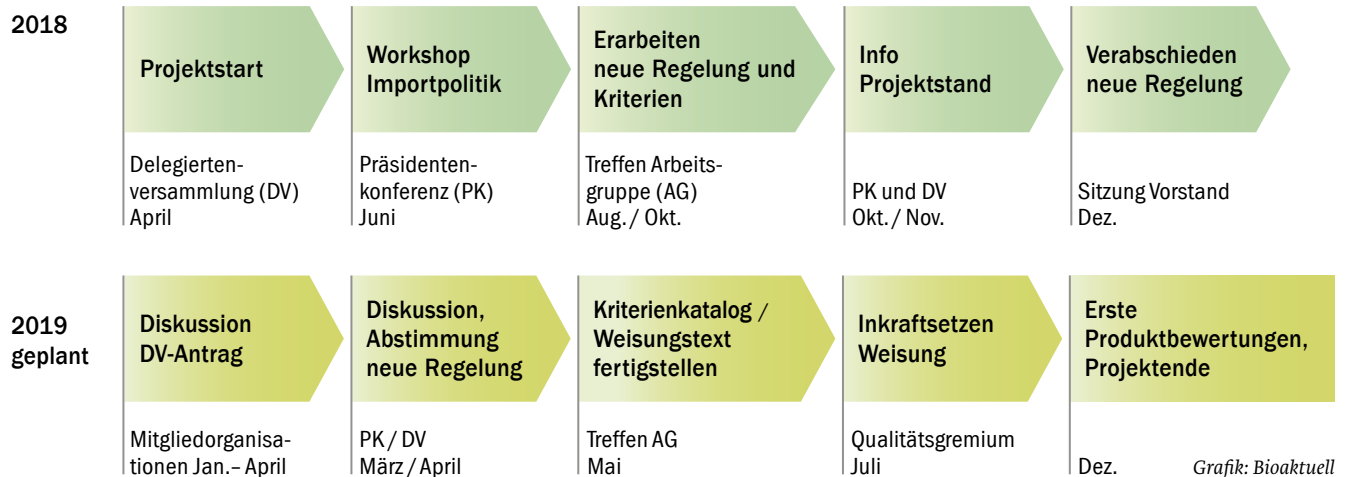 2018
Projektstart
Delegierten-
versammlung (DV)
April
Workshop
Importpolitik
Präsidenten-
konferenz (PK)
Juni
Erarbeiten
neue Regelung und
Kriterien
Treffen Arbeits-
gruppe (AG)
Aug. / Okt.
Info
Projektstand
PK und DV
Okt. / Nov.
Verabschieden
neue Regelung
Sitzung Vorstand
Dez.
2019
geplant
Diskussion
DV-Antrag
Mitgliedorganisa-
tionen Jan.– April
Diskussion,
Abstimmung
neue Regelung
PK / DV
März / April
Kriterienkatalog /
Weisungstext
fertigstellen
Treffen AG
Mai
Inkraftsetzen
Weisung
Qualitätsgremium
Juli
Erste
Produktbewertungen,
Projektende
Dez.
Grafik: Bioaktuell